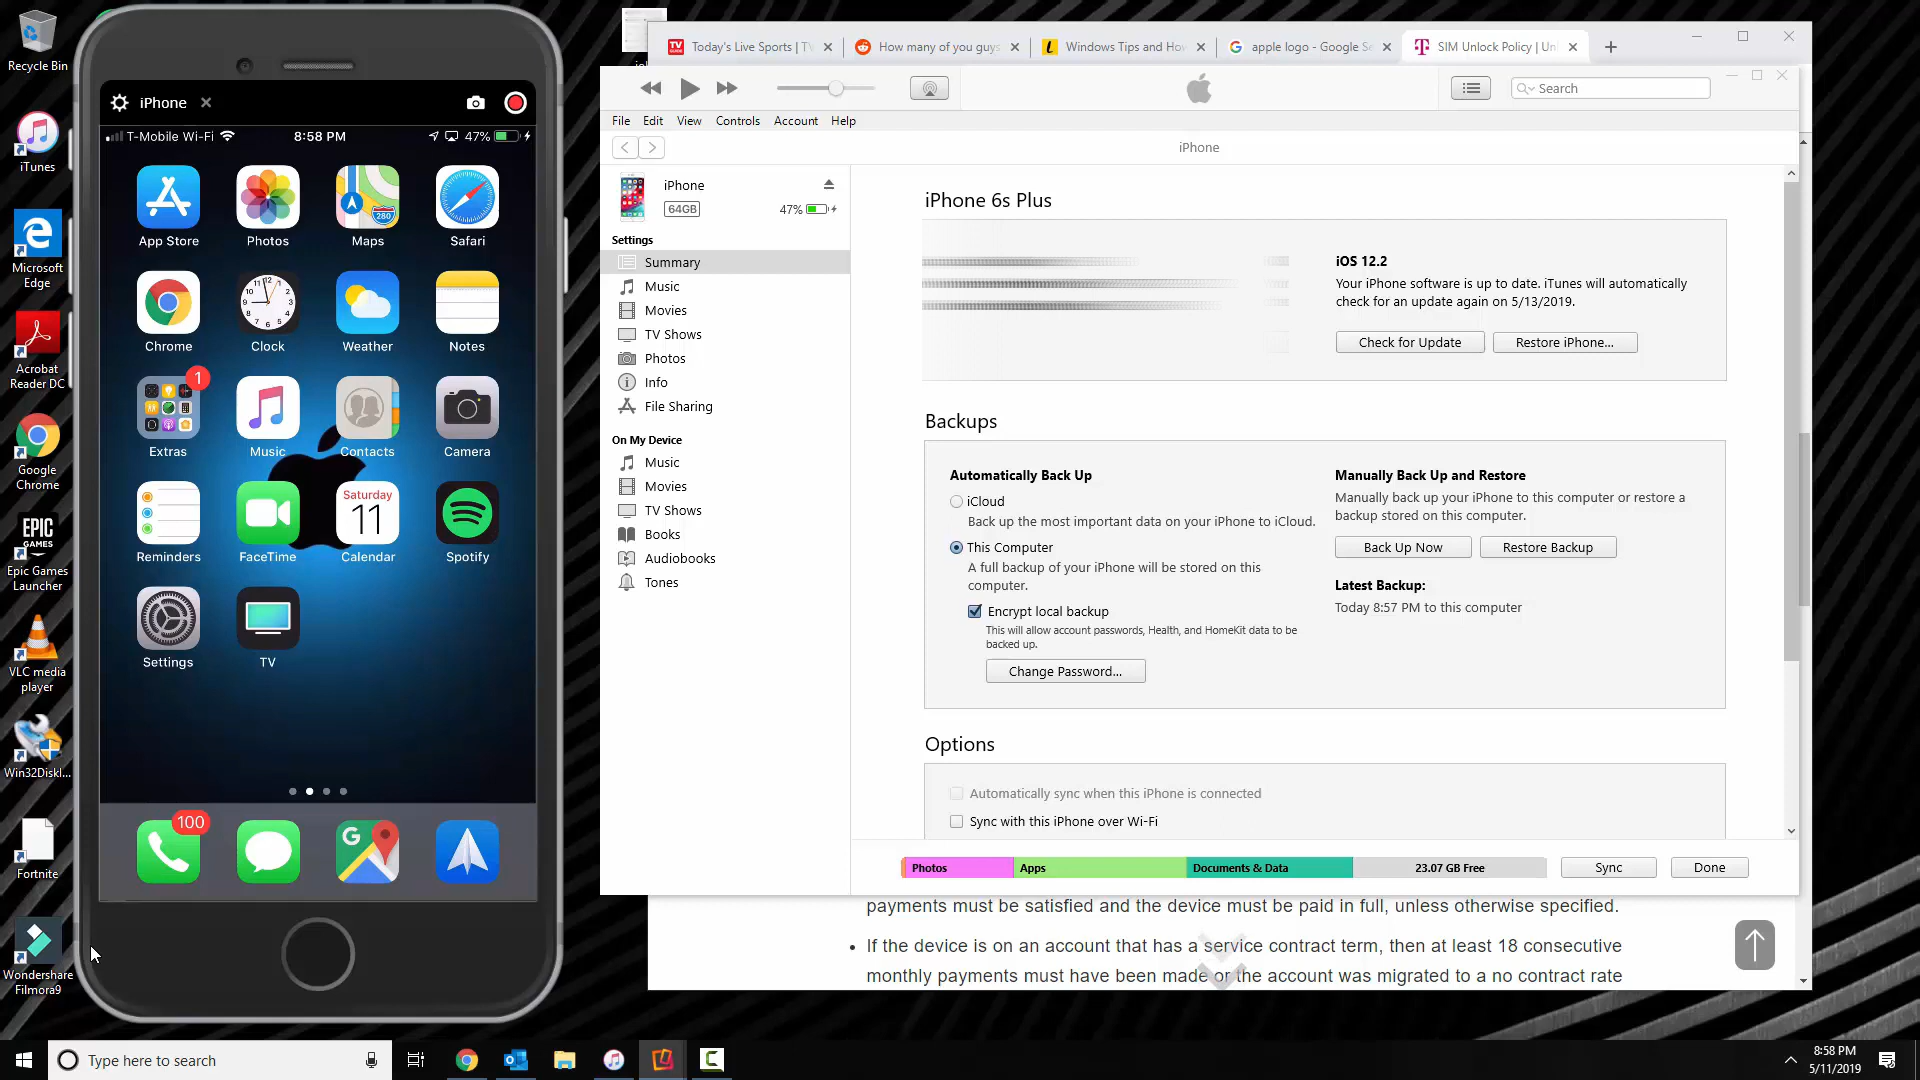 Recycle Bin
iTunes
Microsoft
Edge
Acrobat
Reader DC
Google
Chrome
EPIC
GAMES
Epic Games
Launcher
VLC media
player
Win32DiskI...
Fortnite
Wondershare
Filmora9
iPhone
T-Mobile Wi-Fi 8:58 PM 47%
280
App Store Photos Maps Safari
12
Chrome Clock Weather Notes
1
Extras Music Contacts Camera
Saturday
11
Reminders FaceTime Calendar Spotify
Settings TV
100
G
Today's Live Sports | TV
How many of you guys
Windows Tips and How
apple logo - Google Se
SIM Unlock Policy | Unl
Search
File Edit View Controls Account Help
iPhone
iPhone
64GB 47%
Settings
Summary
Music
Movies
TV Shows
Photos
Info
File Sharing
On My Device
Music
Movies
TV Shows
Books
Audiobooks
Tones
iPhone 6s Plus
iOS 12.2
Your iPhone software is up to date. iTunes will automatically
check for an update again on 5/13/2019.
Check for Update Restore iPhone...
Backups
Automatically Back Up
iCloud
Back up the most important data on your iPhone to iCloud.
This Computer
A full backup of your iPhone will be stored on this
computer.
Encrypt local backup
This will allow account passwords, Health, and HomeKit data to be
backed up.
Change Password...
Manually Back Up and Restore
Manually back up your iPhone to this computer or restore a
backup stored on this computer.
Back Up Now Restore Backup
Latest Backup:
Today 8:57 PM to this computer
Options
Automatically sync when this iPhone is connected
Sync with this iPhone over Wi-Fi
Photos Apps Documents & Data 23.07 GB Free Sync Done
payments must be satisfied and the device must be paid in full, unless otherwise specified.
• If the device is on an account that has a service contract term, then at least 18 consecutive
monthly payments must have been made or the account was migrated to a no contract rate
Type here to search
8:58 PM
5/11/2019